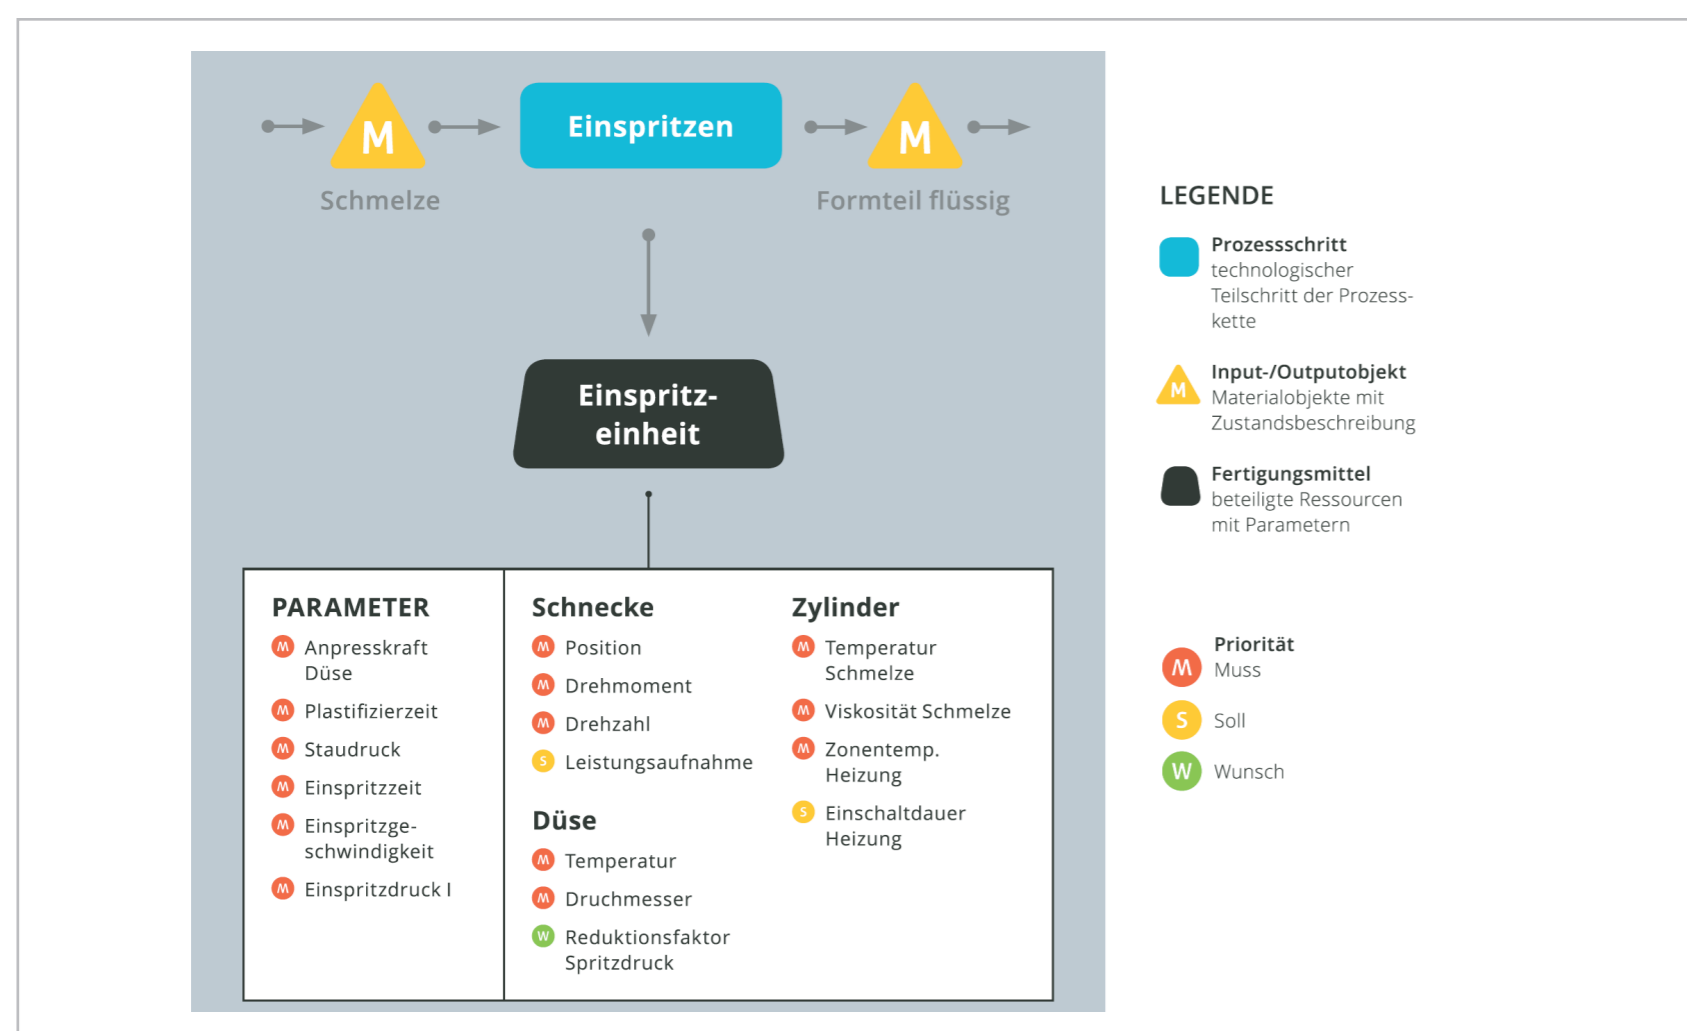 M
Einspritzen
M
Schmelze
Formteil flüssig
Einspritz-
einheit
PARAMETER
M Anpresskraft
Düse
M Plastifizierzeit
M Staudruck
M Einspritzzeit
M Einspritzge-
schwindigkeit
M Einspritzdruck I
Schnecke
M Position
M Drehmoment
M Drehzahl
S Leistungsaufnahme
Düse
M Temperatur
M Druchmesser
W Reduktionsfaktor
Spritzdruck
Zylinder
M Temperatur
Schmelze
M Viskosität Schmelze
M Zonentemp.
Heizung
S Einschaltdauer
Heizung
LEGENDE
Prozessschritt
technologischer
Teilschritt der Prozess-
kette
M
Input-/Outputobjekt
Materialobjekte mit
Zustandsbeschreibung
Fertigungsmittel
beteiligte Ressourcen
mit Parametern
Priorität
M Muss
S Soll
W Wunsch